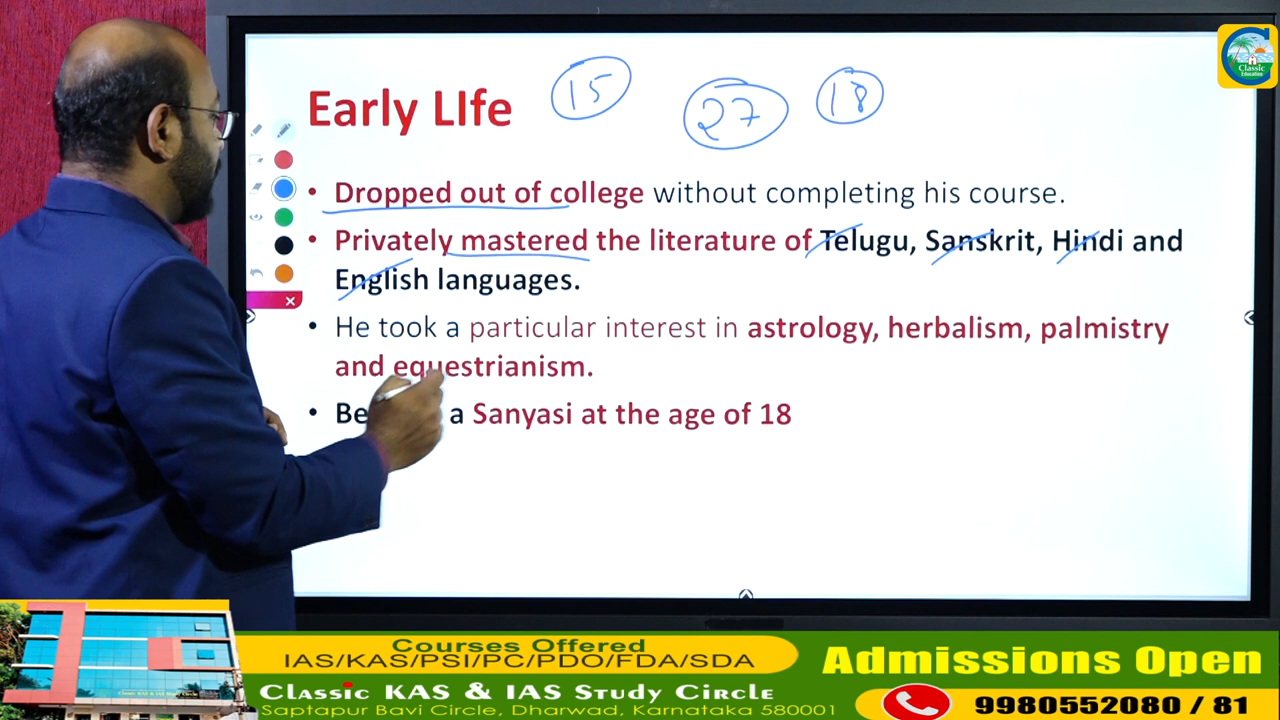 Early LIfe
15
27
18
• Dropped out of college without completing his course.
• Privately mastered the literature of Telugu, Sanskrit, Hindi and
English languages.
• He took a particular interest in astrology, herbalism, palmistry
and equestrianism.
• Be a Sanyasi at the age of 18
C
Classic
Education
Courses Offered
IAS/KAS/PSI/PC/PDO/FDA/SDA
Classic KAS & IAS Study Circle
Saptapur Bavi Circle, Dharwad, Karnataka 580001
Admissions Open
9980552080 / 81